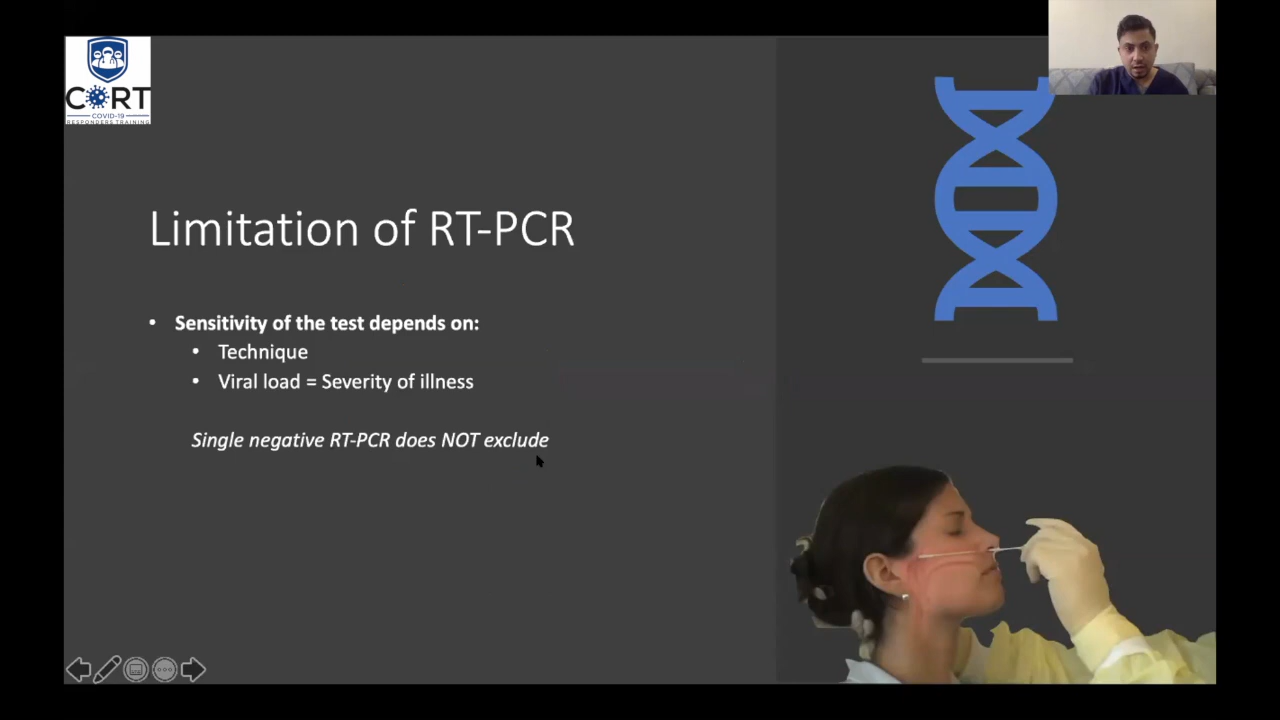 CORT
COVID-19
RESPONDERS TRAINING
Limitation of RT-PCR
• Sensitivity of the test depends on:
• Technique
• Viral load = Severity of illness
Single negative RT-PCR does NOT exclude